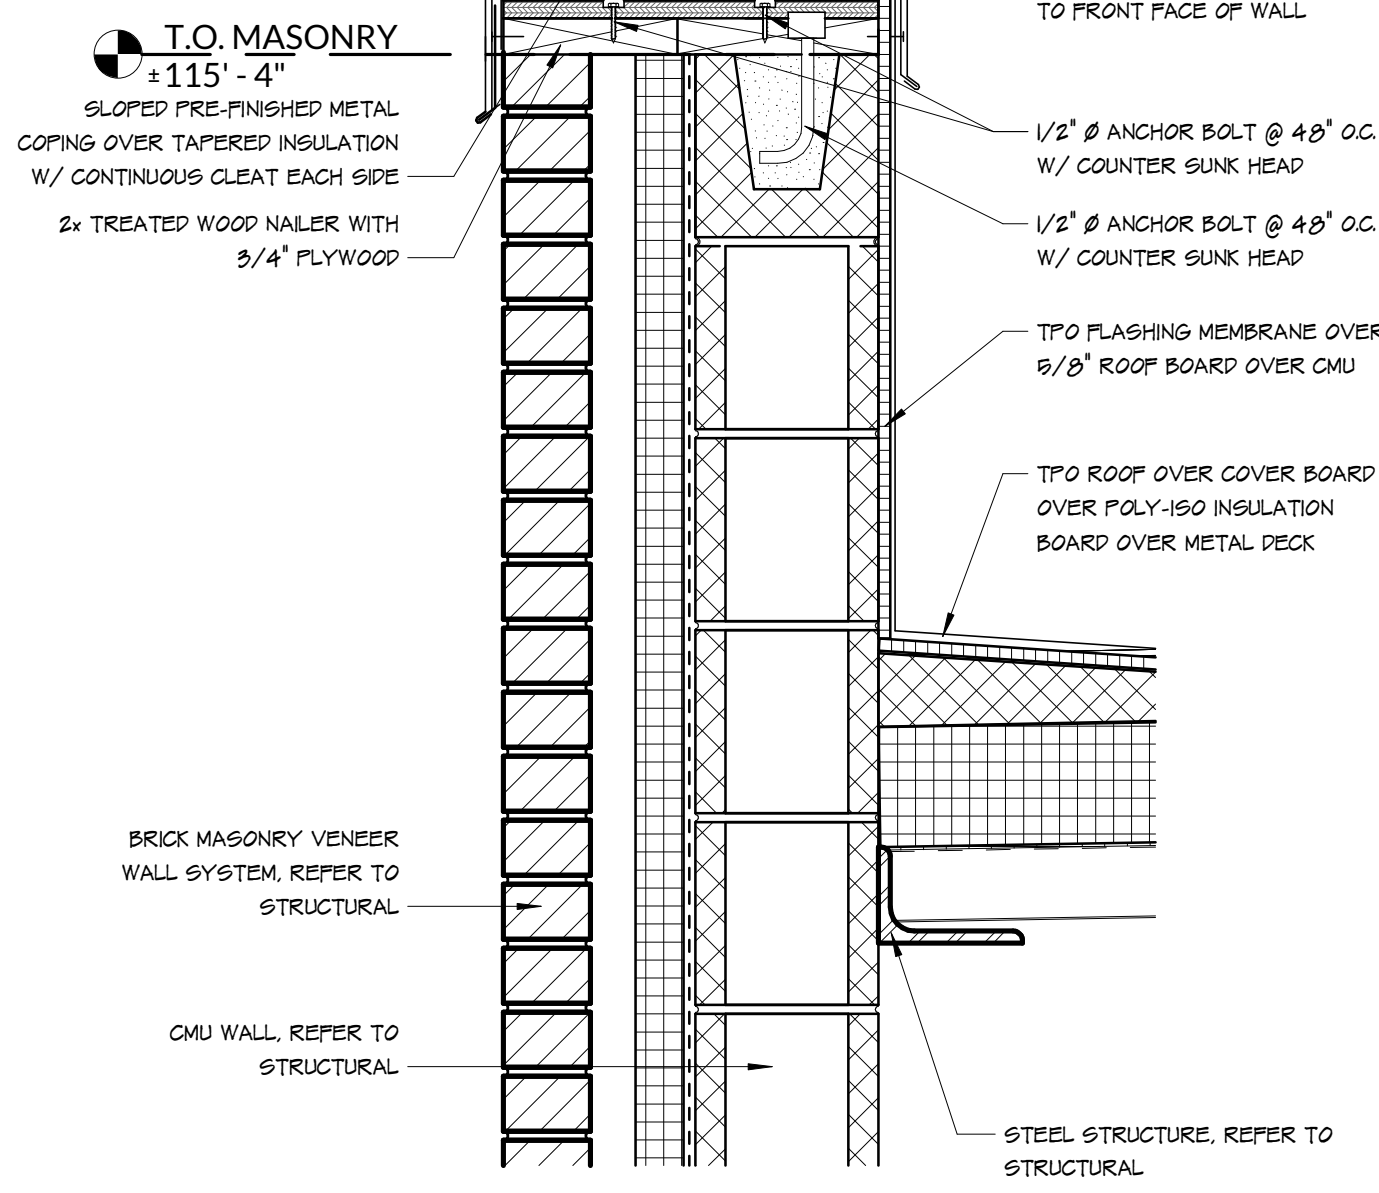 T.O. MASONRY
±115' - 4"
SLOPED PRE-FINISHED METAL
COPING OVER TAPERED INSULATION
W/ CONTINUOUS CLEAT EACH SIDE
2x TREATED WOOD NAILER WITH
3/4" PLYWOOD
BRICK MASONRY VENEER
WALL SYSTEM, REFER TO
STRUCTURAL
CMU WALL, REFER TO
STRUCTURAL
TO FRONT FACE OF WALL
1/2" Ø ANCHOR BOLT @ 48" O.C.
W/ COUNTER SUNK HEAD
1/2" Ø ANCHOR BOLT @ 48" O.C.
W/ COUNTER SUNK HEAD
TPO FLASHING MEMBRANE OVER
5/8" ROOF BOARD OVER CMU
TPO ROOF OVER COVER BOARD
OVER POLY-ISO INSULATION
BOARD OVER METAL DECK
STEEL STRUCTURE, REFER TO
STRUCTURAL